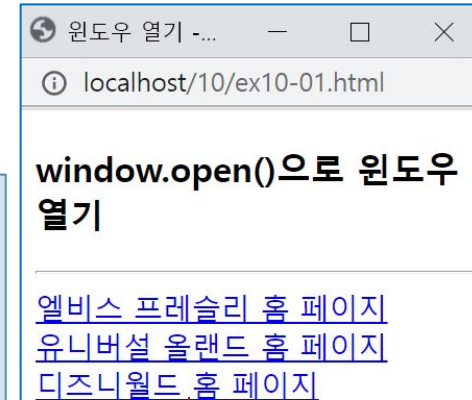 윈도우 열기 -...
localhost/10/ex10-01.html
window.open()으로 윈도우
열기
엘비스 프레슬리 홈 페이지
유니버설 올랜드 홈 페이지
디즈니월드 홈 페이지